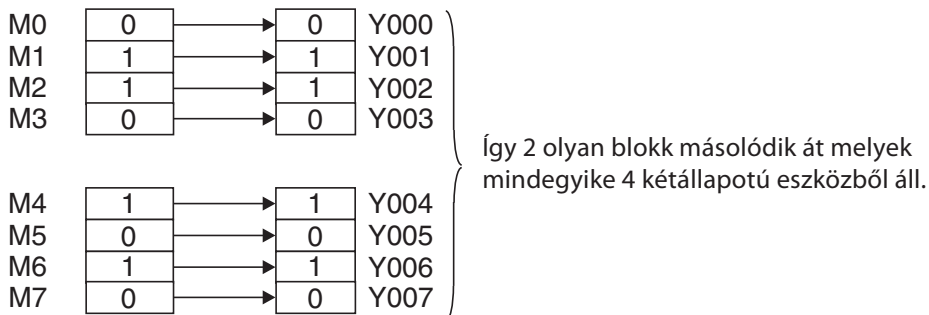 M0 0 0 Y000
M1 1 1 Y001
M2 1 1 Y002
M3 0 0 Y003
Így 2 olyan blokk másolódik át melyek
mindegyike 4 kétállapotú eszközből áll.
M4 1 1 Y004
M5 0 0 Y005
M6 1 1 Y006
M7 0 0 Y007